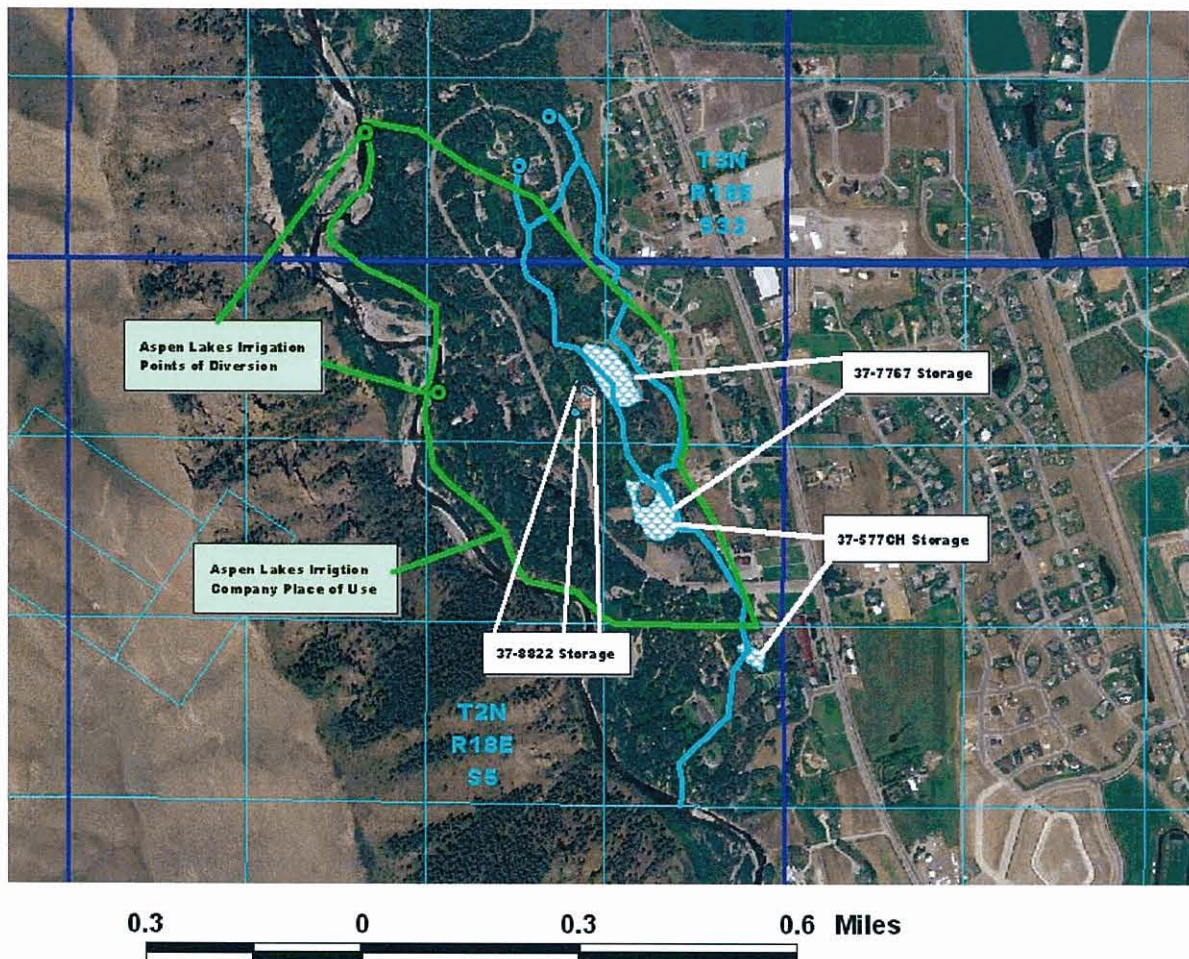 T3N
R18E
S32
Aspen Lakes Irrigation
Points of Diversion
37-7767 Storage
37-577CH Storage
Aspen Lakes Irrigtion
Company Place of Use
37-8822 Storage
T2N
R18E
S5
0.3 0 0.3 0.6 Miles